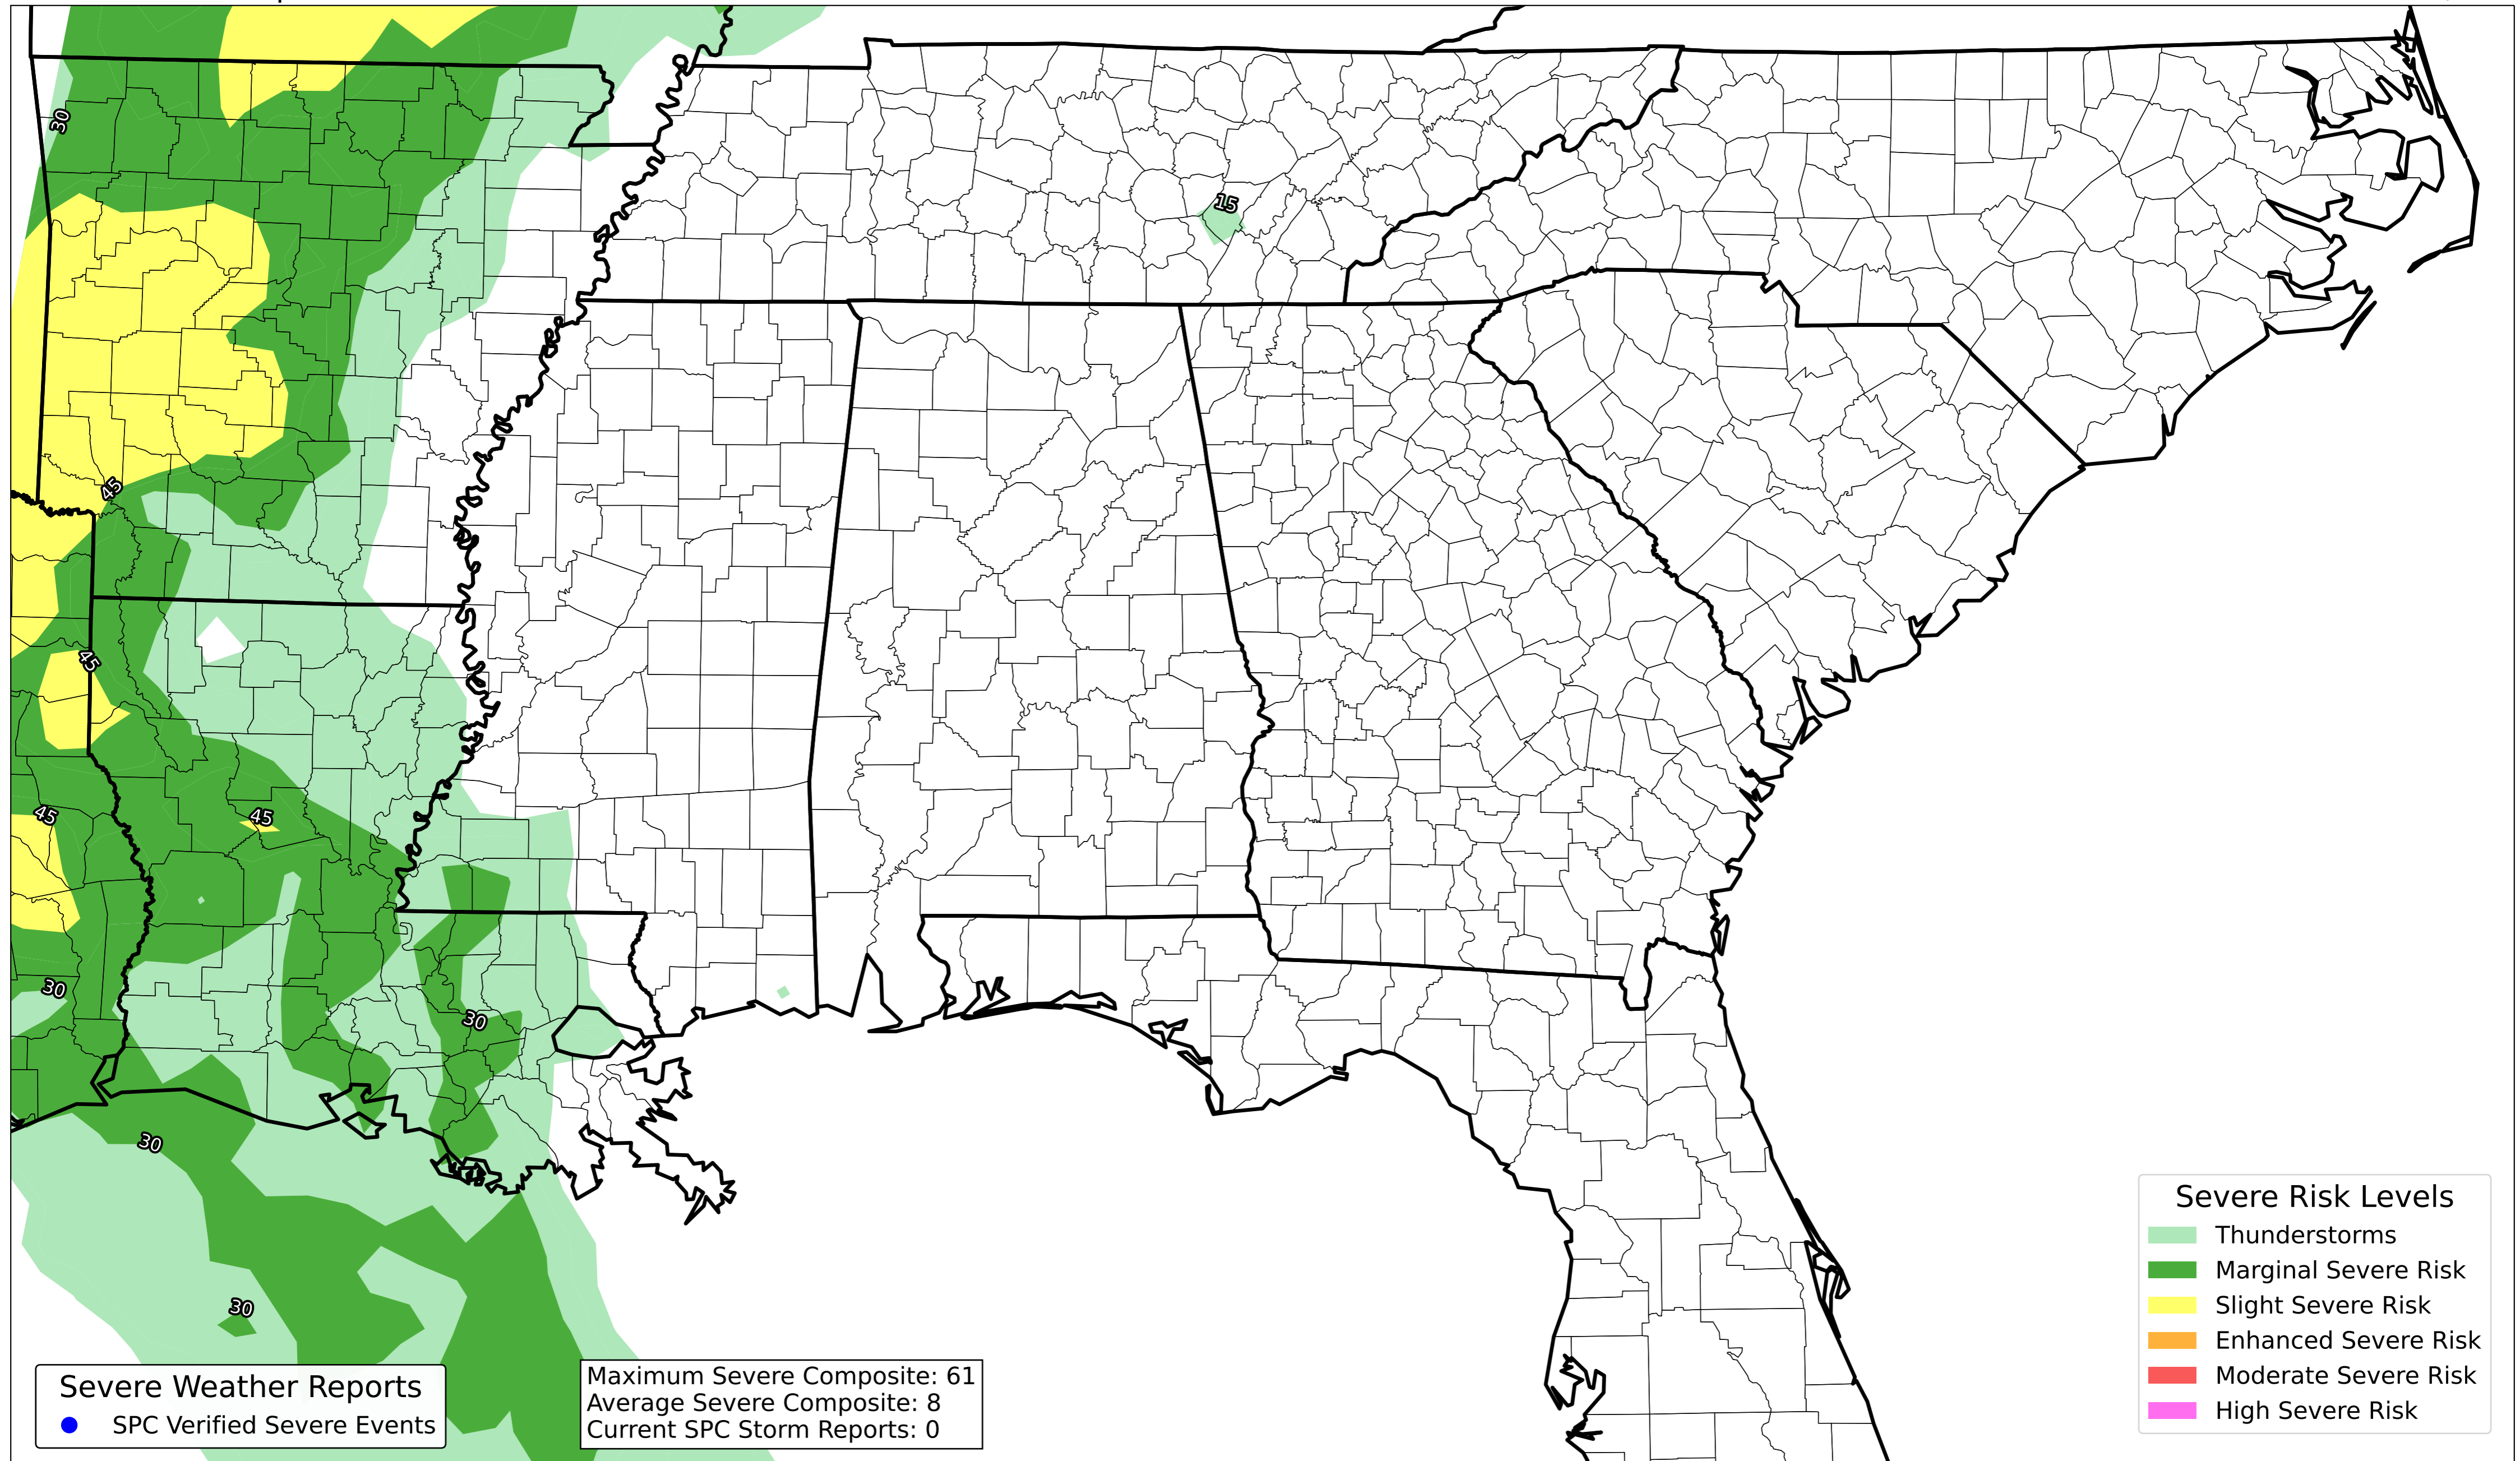 30
15
45
45
45
45
30
30
30
30
Severe Risk Levels
Thunderstorms
Marginal Severe Risk
Slight Severe Risk
Enhanced Severe Risk
Moderate Severe Risk
High Severe Risk
Severe Weather Reports
SPC Verified Severe Events
Maximum Severe Composite: 61
Average Severe Composite: 8
Current SPC Storm Reports: 0